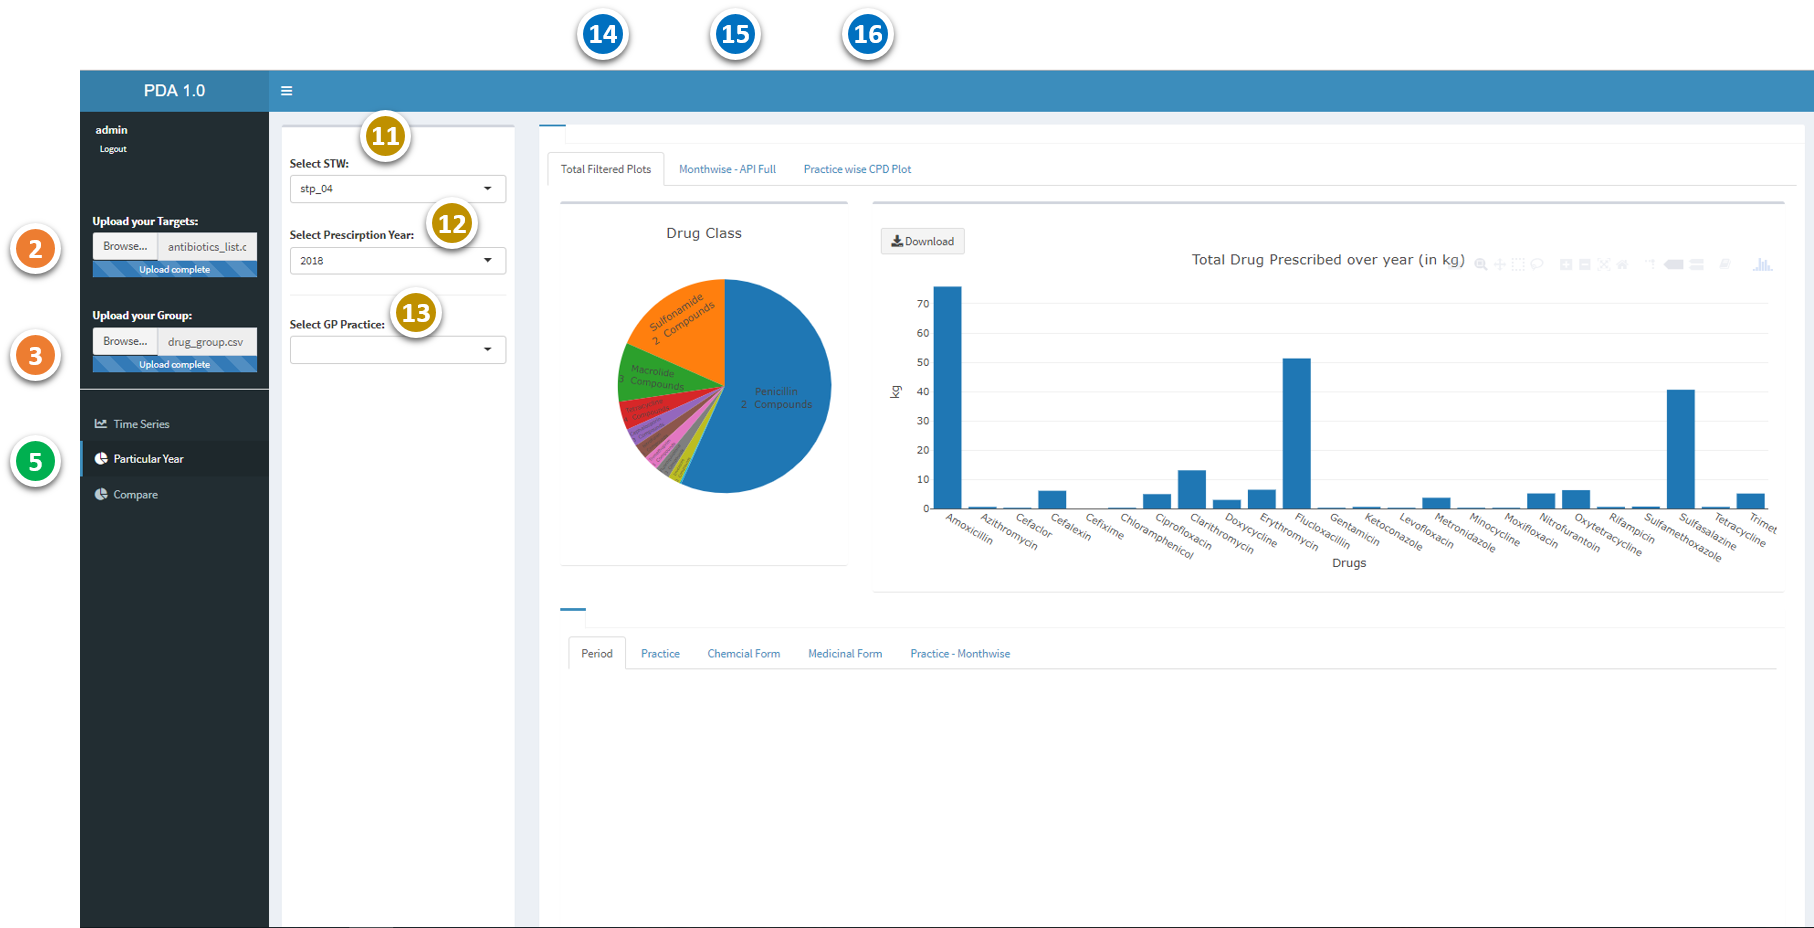 14 15 16
PDA 1.0
admin
Logout
11
Select STW:
stp_04
12
Upload your Targets:
2
Browse... antibiotics_list.c
Upload complete
Select Prescirption Year:
2018
13
Upload your Group:
3
Browse... drug_group.csv
Upload complete
Select GP Practice:
Time Series
5
Particular Year
Compare
Total Filtered Plots Monthwise - API Full Practice wise CPD Plot
Drug Class
Sulfonamide
2 Compounds
Macrolide
3 Compounds
Penicillin
2 Compounds
Download
Total Drug Prescribed over year (in kg)
70
60
50
40
30
20
10
0
kg
Amoxicillin
Azithromycin
Cefaclor
Cefalexin
Cefixime
Chloramphenicol
Ciprofloxacin
Clarithromycin
Doxycycline
Erythromycin
Flucloxacillin
Gentamicin
Ketoconazole
Levofloxacin
Metronidazole
Minocycline
Moxifloxacin
Nitrofurantoin
Oxytetracycline
Rifampicin
Sulfamethoxazole
Sulfasalazine
Tetracycline
Trimet
Drugs
Period Practice Chemcial Form Medicinal Form Practice - Monthwise